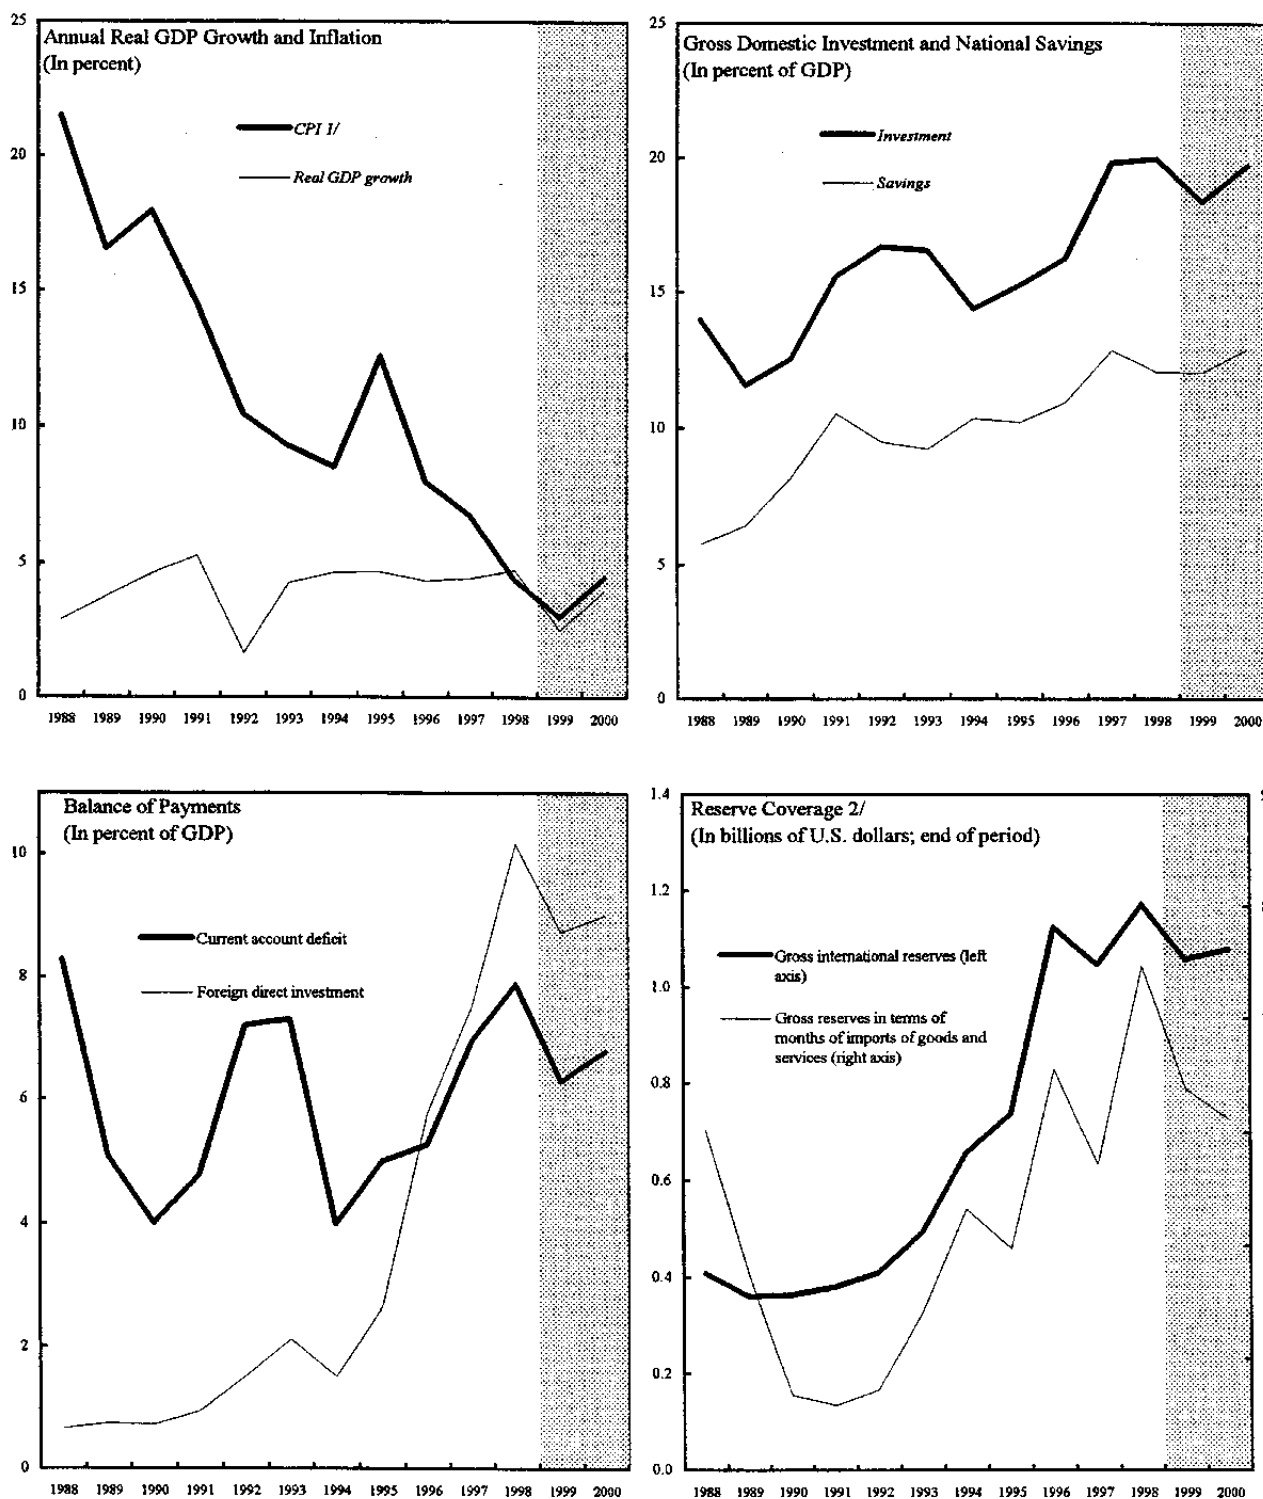 Annual Real GDP Growth and Inflation
(In percent)
CPI 1/
Real GDP growth
25
20
15
10
5
0
1988 1989 1990 1991 1992 1993 1994 1995 1996 1997 1998 1999 2000
Gross Domestic Investment and National Savings
(In percent of GDP)
Investment
Savings
25
20
15
10
5
0
1988 1989 1990 1991 1992 1993 1994 1995 1996 1997 1998 1999 2000
Balance of Payments
(In percent of GDP)
Current account deficit
Foreign direct investment
10
8
6
4
2
0
1988 1989 1990 1991 1992 1993 1994 1995 1996 1997 1998 1999 2000
Reserve Coverage 2/
(In billions of U.S. dollars; end of period)
Gross international reserves (left
axis)
Gross reserves in terms of
months of imports of goods and
services (right axis)
1.4
1.2
1.0
0.8
0.6
0.4
0.2
0.0
1988 1989 1990 1991 1992 1993 1994 1995 1996 1997 1998 1999 2000